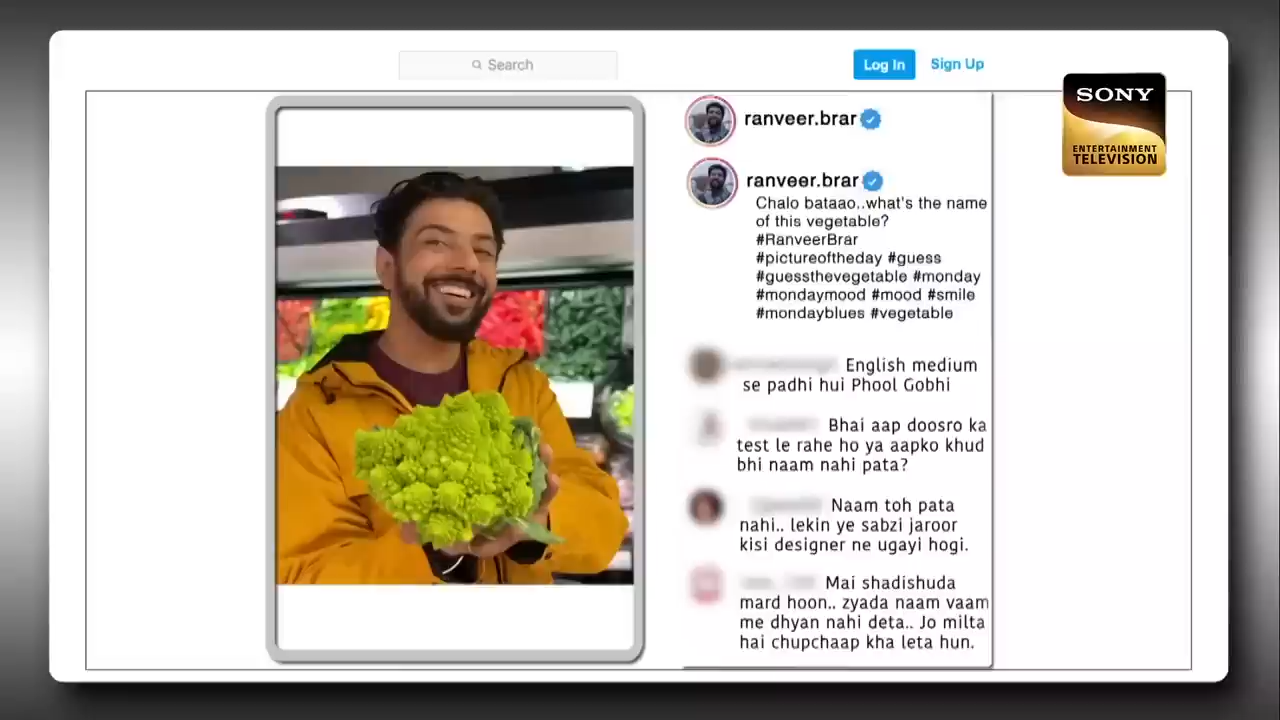 Search
Log In
Sign Up
SONY
ENTERTAINMENT
TELEVISION
ranveer.brar
ranveer.brar
Chalo bataao..what's the name
of this vegetable?
#RanveerBrar
#pictureoftheday #guess
#guessthevegetable #monday
#mondaymood #mood #smile
#mondayblues #vegetable
English medium
se padhi hui Phool Gobhi
Bhai aap doosro ka
test le rahe ho ya aapko khud
bhi naam nahi pata?
Naam toh pata
nahi.. lekin ye sabzi jaroor
kisi designer ne ugayi hogi.
Mai shadishuda
mard hoon.. zyada naam vaam
me dhyan nahi deta.. Jo milta
hai chupchaap kha leta hun.